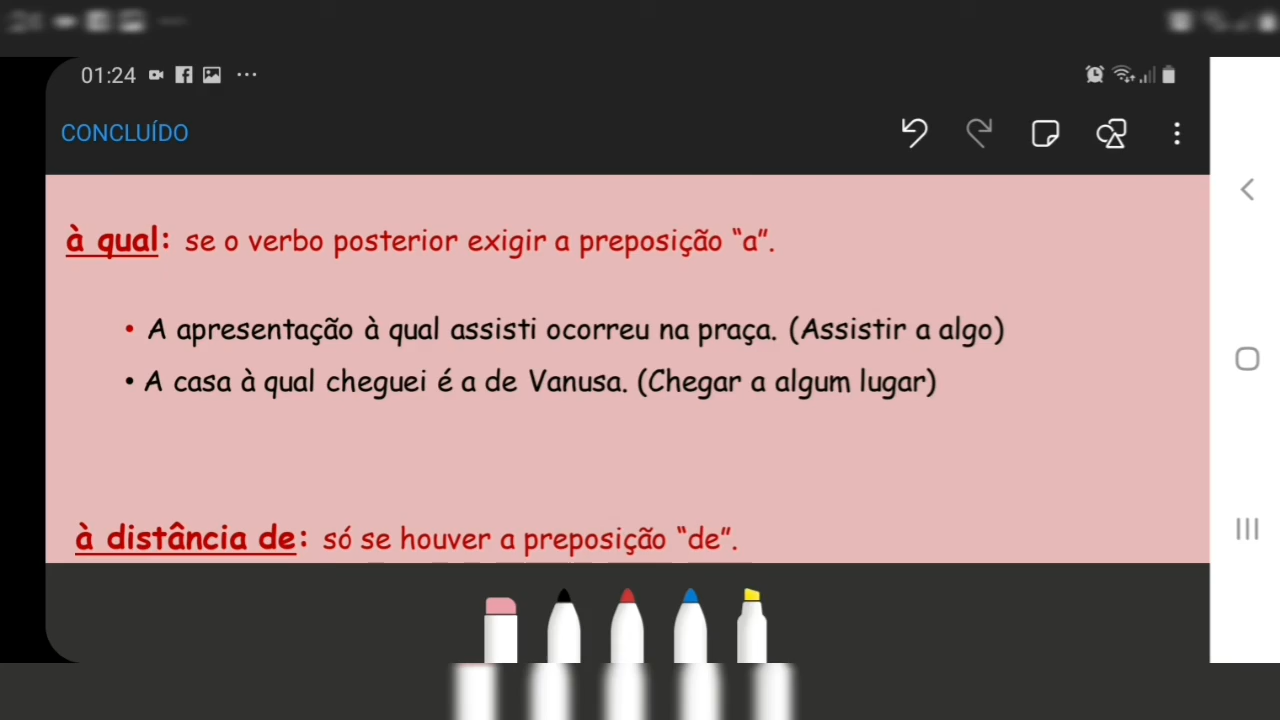 01:24
CONCLUÍDO
à qual: se o verbo posterior exigir a preposição “a”.
• A apresentação à qual assisti ocorreu na praça. (Assistir a algo)
• A casa à qual cheguei é a de Vanusa. (Chegar a algum lugar)
à distância de: só se houver a preposição “de”.